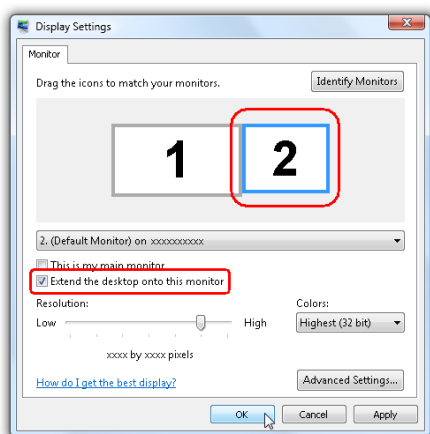 Display Settings
Monitor
Drag the icons to match your monitors.
Identify Monitors
1
2
2. (Default Monitor) on xxxxxxxxxx
This is my main monitor
Extend the desktop onto this monitor
Resolution:
Colors:
Low
High
Highest (32 bit)
xxxx by xxxx pixels
How do I get the best display?
Advanced Settings...
OK
Cancel
Apply